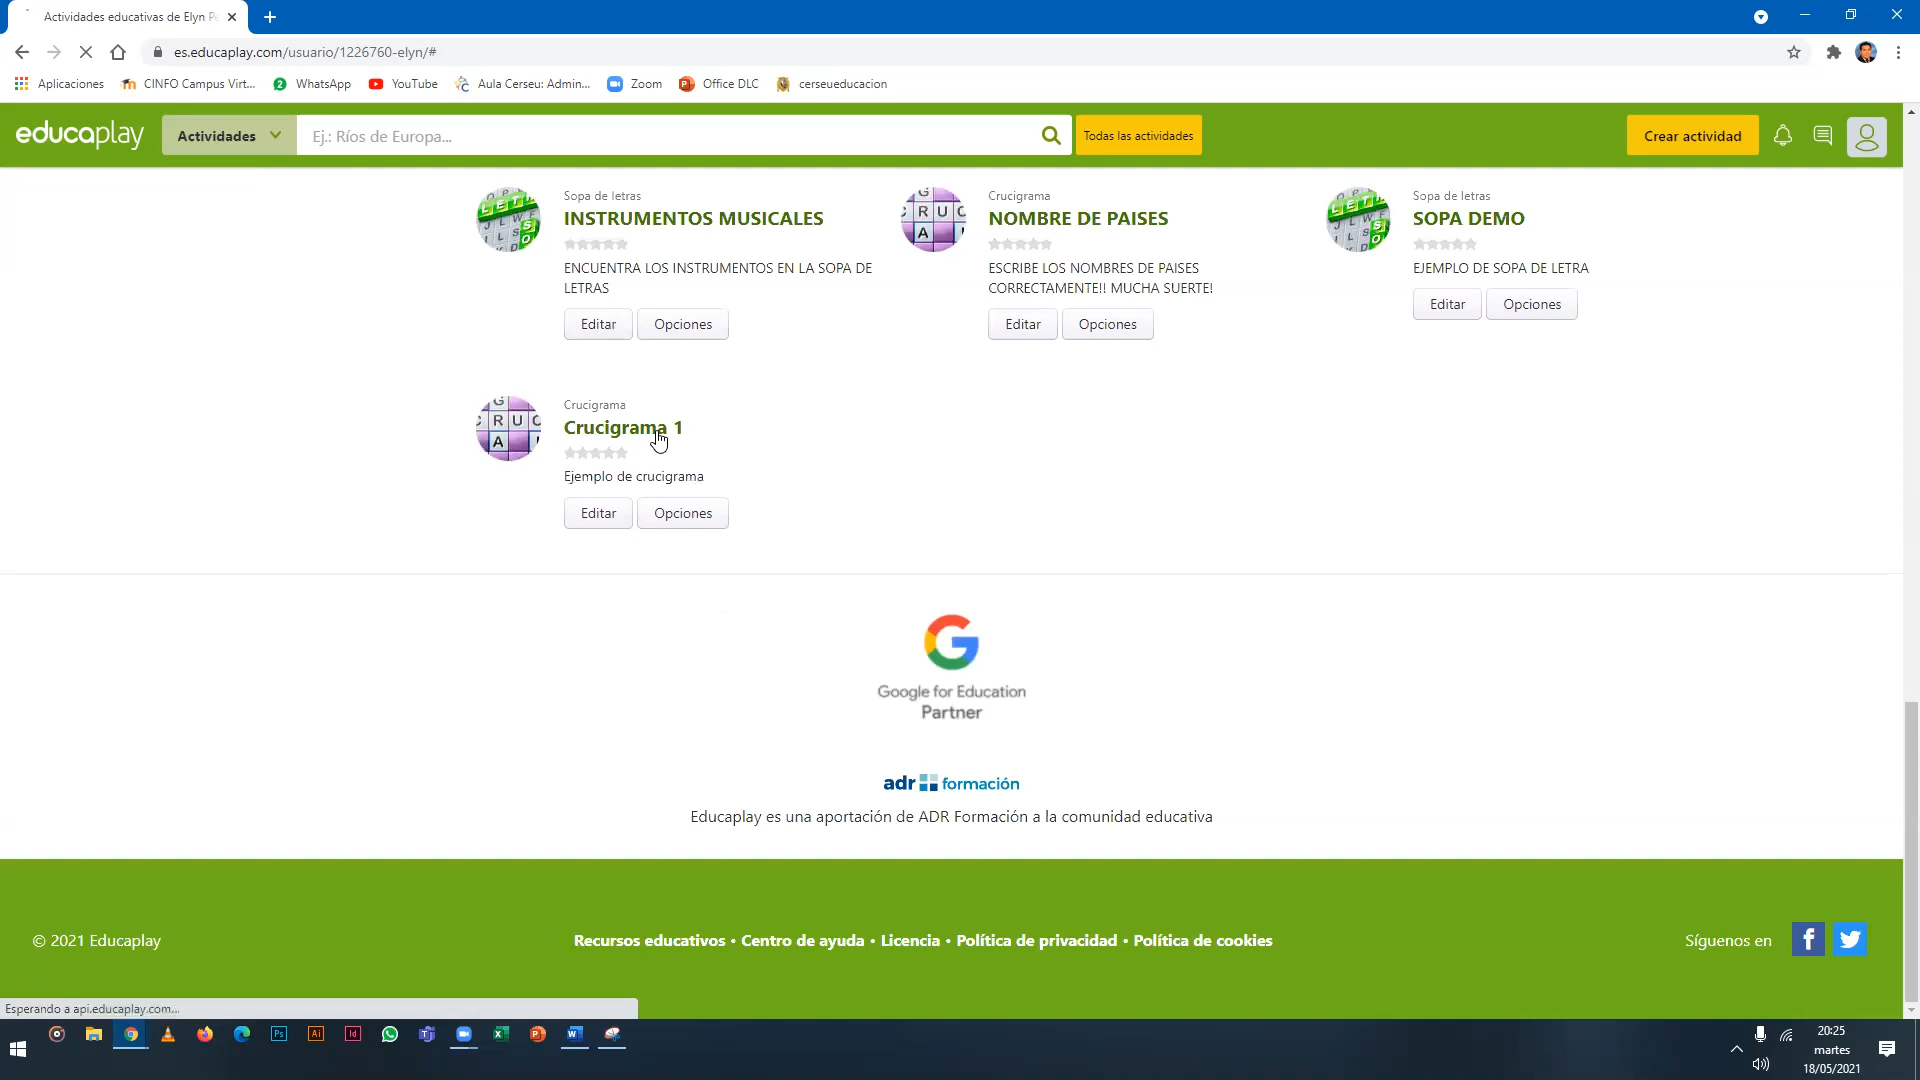 Actividades educativas de Elyn P
es.educaplay.com/usuario/1226760-elyn/#
Aplicaciones
CINFO Campus Virt...
2 WhatsApp
YouTube
Aula Cerseu: Admin...
Zoom
Office DLC
cerseueducacion
educaplay
Actividades
Ej.: Ríos de Europa...
Todas las actividades
Crear actividad
Sopa de letras
INSTRUMENTOS MUSICALES
ENCUENTRA LOS INSTRUMENTOS EN LA SOPA DE
LETRAS
Editar
Opciones
Crucigrama
NOMBRE DE PAISES
ESCRIBE LOS NOMBRES DE PAISES
CORRECTAMENTE!! MUCHA SUERTE!
Editar
Opciones
Sopa de letras
SOPA DEMO
EJEMPLO DE SOPA DE LETRA
Editar
Opciones
Crucigrama
Crucigrama 1
Ejemplo de crucigrama
Editar
Opciones
Google for Education
Partner
adr formación
Educaplay es una aportación de ADR Formación a la comunidad educativa
© 2021 Educaplay
Recursos educativos • Centro de ayuda • Licencia • Política de privacidad • Política de cookies
Síguenos en
Esperando a api.educaplay.com...
20:25
martes
18/05/2021